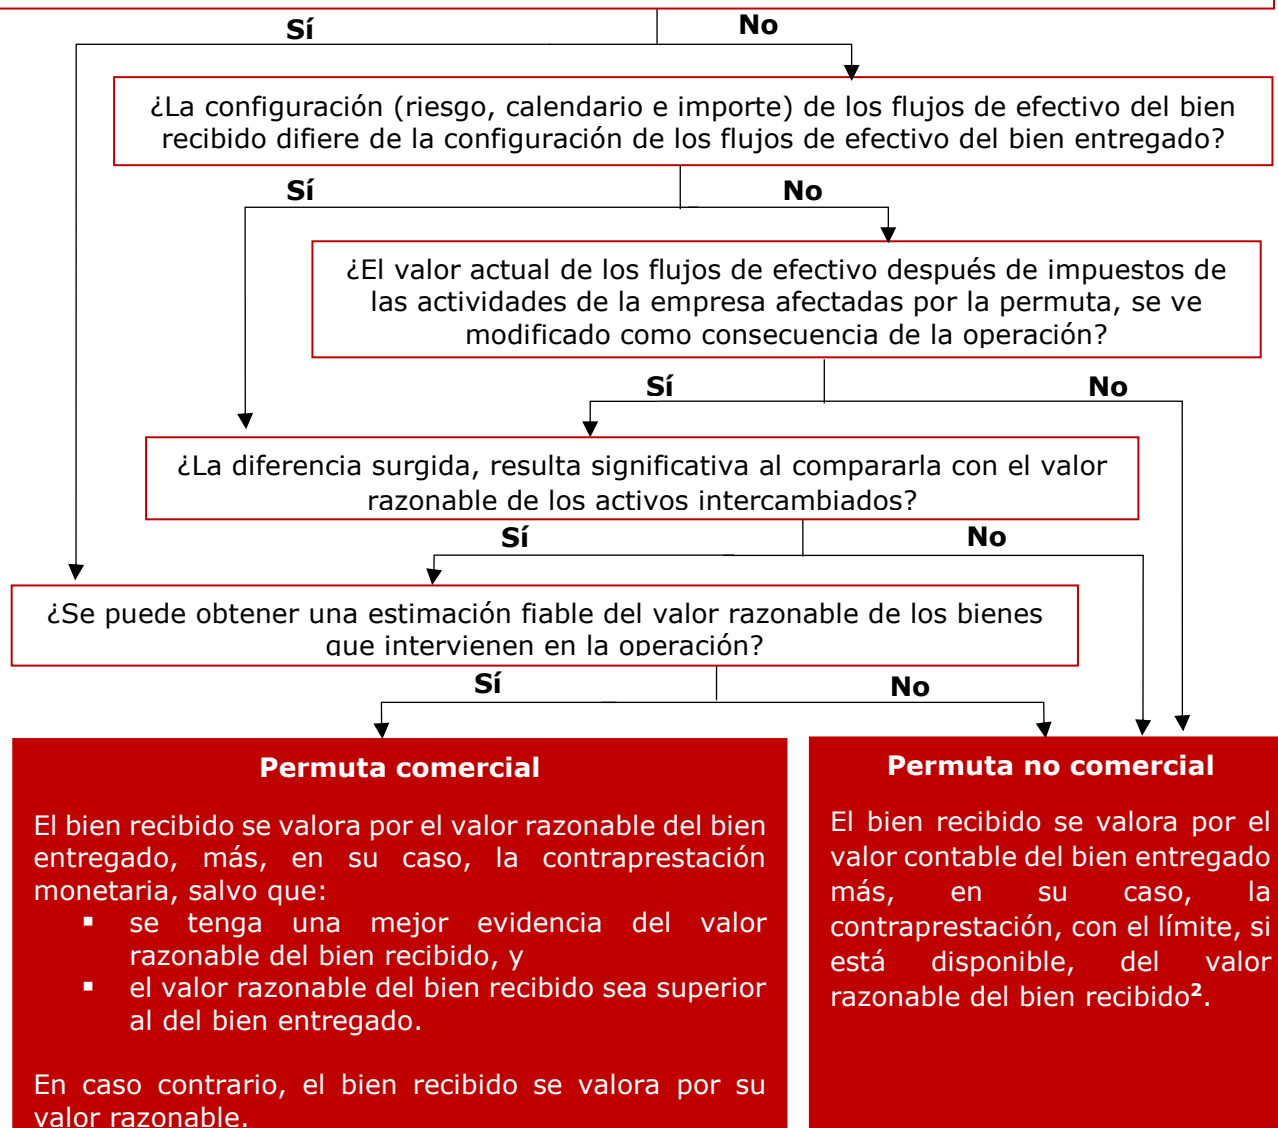 Sí
No
¿La configuración (riesgo, calendario e importe) de los flujos de efectivo del bien
recibido difiere de la configuración de los flujos de efectivo del bien entregado?
Sí
No
¿El valor actual de los flujos de efectivo después de impuestos de
las actividades de la empresa afectadas por la permuta, se ve
modificado como consecuencia de la operación?
Sí
No
¿La diferencia surgida, resulta significativa al compararla con el valor
razonable de los activos intercambiados?
Sí
No
¿Se puede obtener una estimación fiable del valor razonable de los bienes
que intervienen en la operación?
Sí
No
Permuta comercial
El bien recibido se valora por el valor razonable del bien
entregado, más, en su caso, la contraprestación
monetaria, salvo que:
▪ se tenga una mejor evidencia del valor
razonable del bien recibido, y
▪ el valor razonable del bien recibido sea superior
al del bien entregado.
En caso contrario, el bien recibido se valora por su
valor razonable.
Permuta no comercial
El bien recibido se valora por el
valor contable del bien entregado
más, en su caso, la
contraprestación, con el límite, si
está disponible, del valor
razonable del bien recibido².